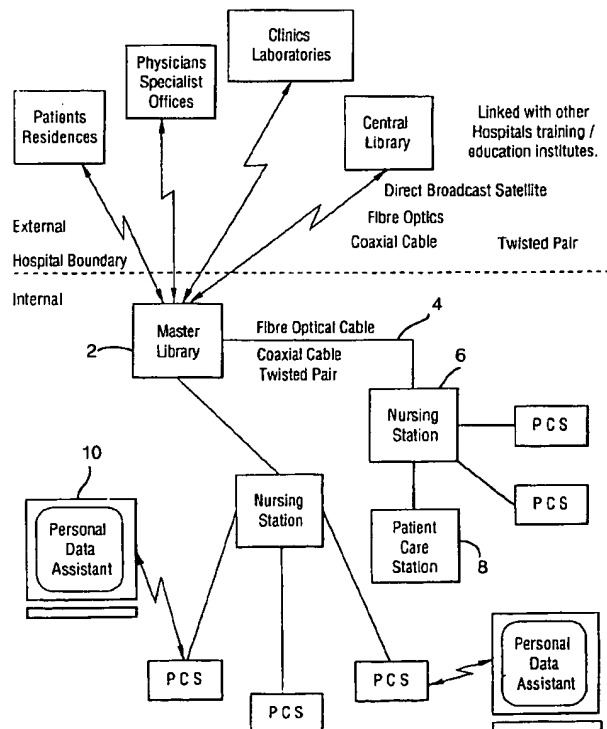 Clinics
Laboratories
Physicians
Specialist
Offices
Patients
Residences
Central
Library
Linked with other
Hospitals training /
education institutes.
Direct Broadcast Satellite
External
Fibre Optics
Coaxial Cable
Twisted Pair
Hospital Boundary
Internal
Master
Library
2
Fibre Optical Cable
4
Coaxial Cable
Twisted Pair
6
Nursing
Station
PCS
PCS
10
Personal
Data
Assistant
Nursing
Station
Patient
Care
Station
8
PCS
PCS
PCS
Personal
Data
Assistant